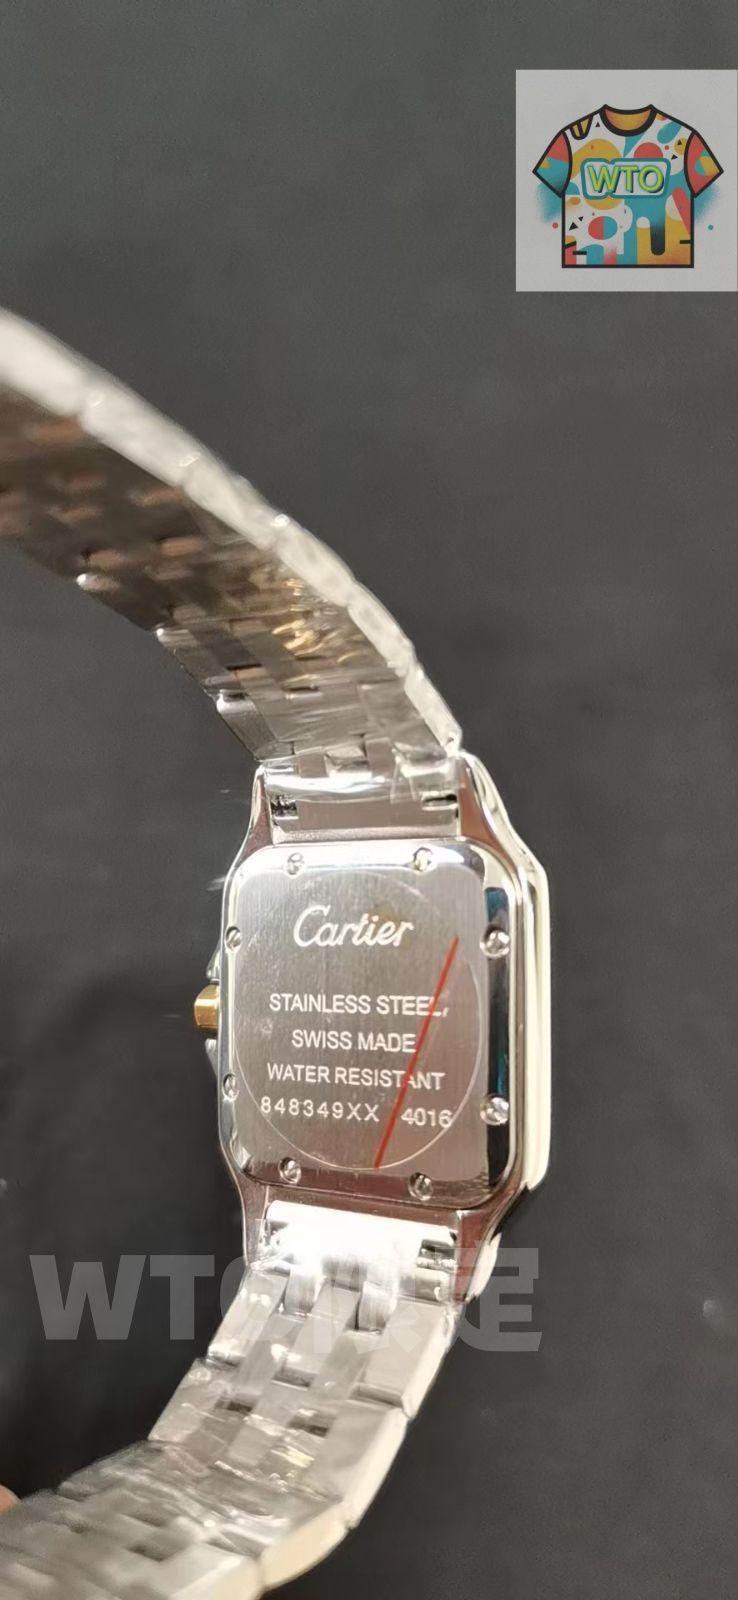 WTO
Cartier
STAINLESS STEEL,
SWISS MADE
WATER RESISTANT
848349XX 4016
WTO